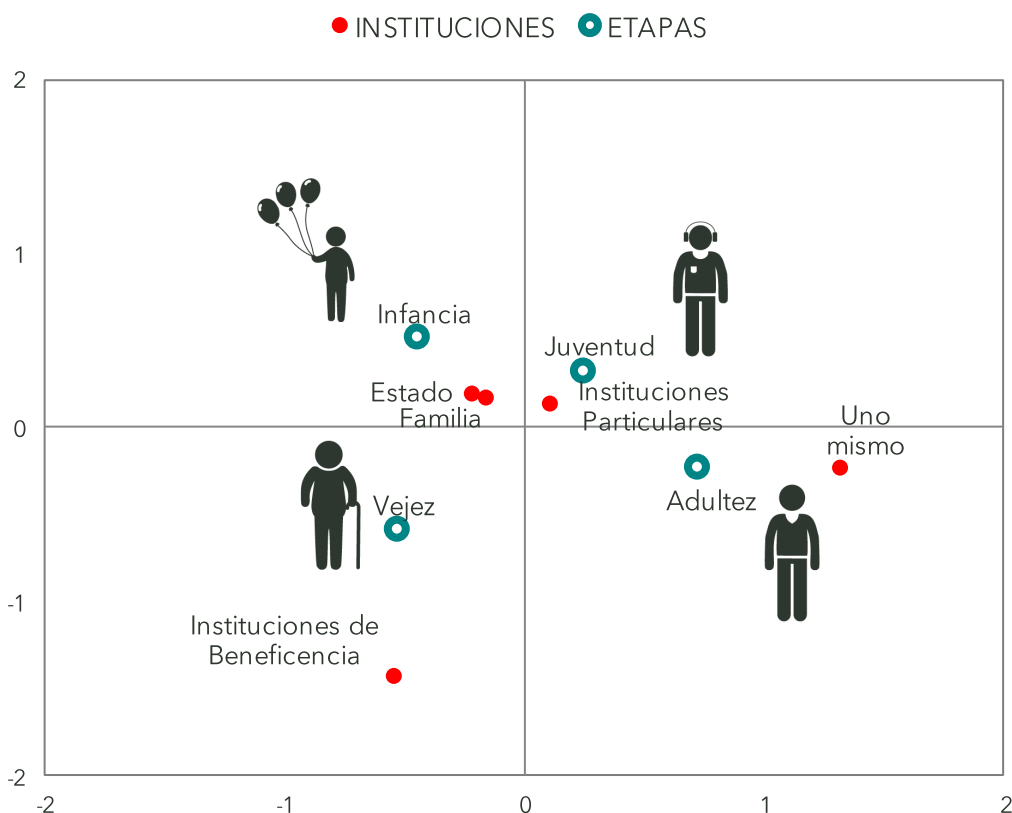 INSTITUCIONES ETAPAS
2
1
Infancia
Juventud
Estado
Instituciones
Familia
Particulares
Uno
mismo
0
Vejez
Adultez
-1
Instituciones de
Beneficencia
-2
-2 -1 0 1 2